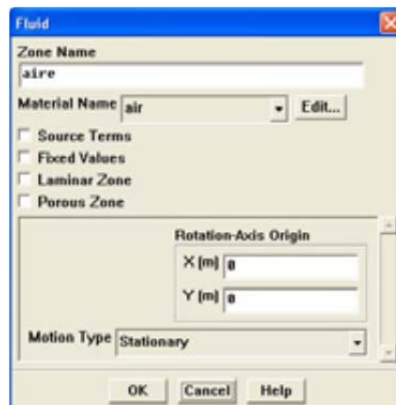 Fluid
Zone Name
aire
Material Name air Edit...
Source Terms
Fixed Values
Laminar Zone
Porous Zone
Rotation-Axis Origin
X (m) 0
Y (m) 0
Motion Type Stationary
OK Cancel Help